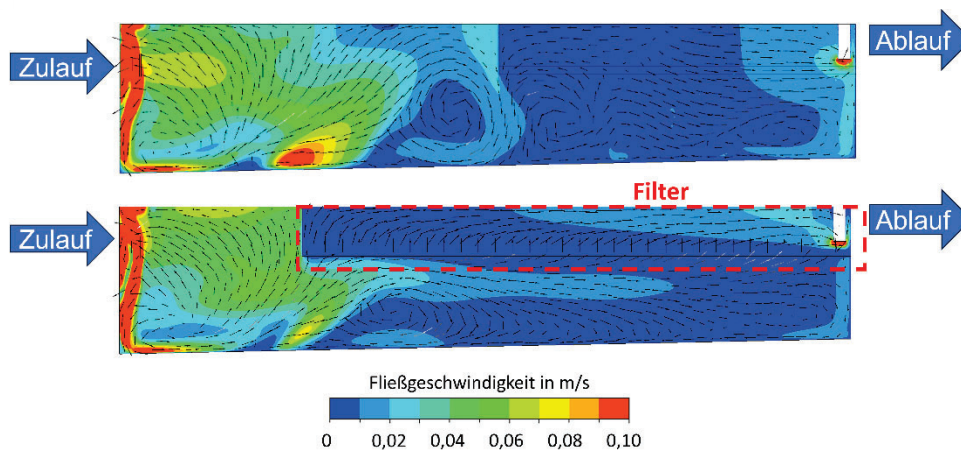 Zulauf
Ablauf
Filter
Zulauf
Ablauf
Fließgeschwindigkeit in m/s
0 0,02 0,04 0,06 0,08 0,10